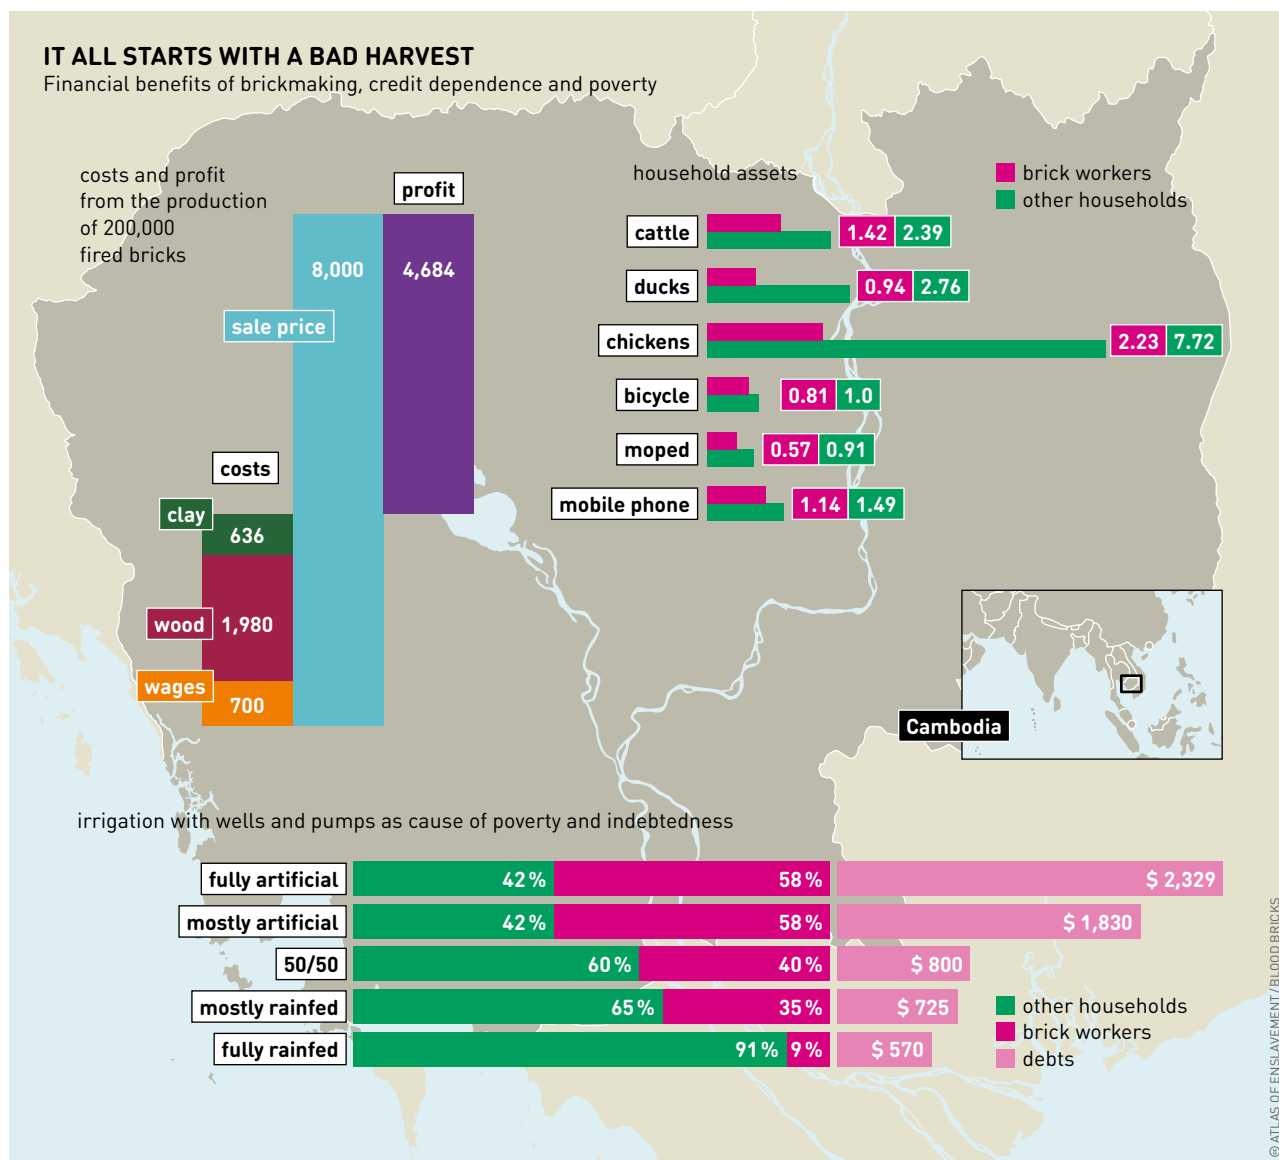 IT ALL STARTS WITH A BAD HARVEST
Financial benefits of brickmaking, credit dependence and poverty
costs and profit
from the production
of 200,000
fired bricks
profit
8,000
4,684
sale price
costs
clay
636
wood
1,980
wages
700
household assets
brick workers
other households
cattle
1.42 2.39
ducks
0.94 2.76
chickens
2.23 7.72
bicycle
0.81 1.0
moped
0.57 0.91
mobile phone
1.14 1.49
Cambodia
irrigation with wells and pumps as cause of poverty and indebtedness
fully artificial 42 % 58 % $ 2,329
mostly artificial 42 % 58 % $ 1,830
50/50 60 % 40 % $ 800
mostly rainfed 65 % 35 % $ 725
fully rainfed 91 % 9 % $ 570
other households
brick workers
debts
@ ATLAS OF ENSLAVEMENT / BLOOD BRICKS